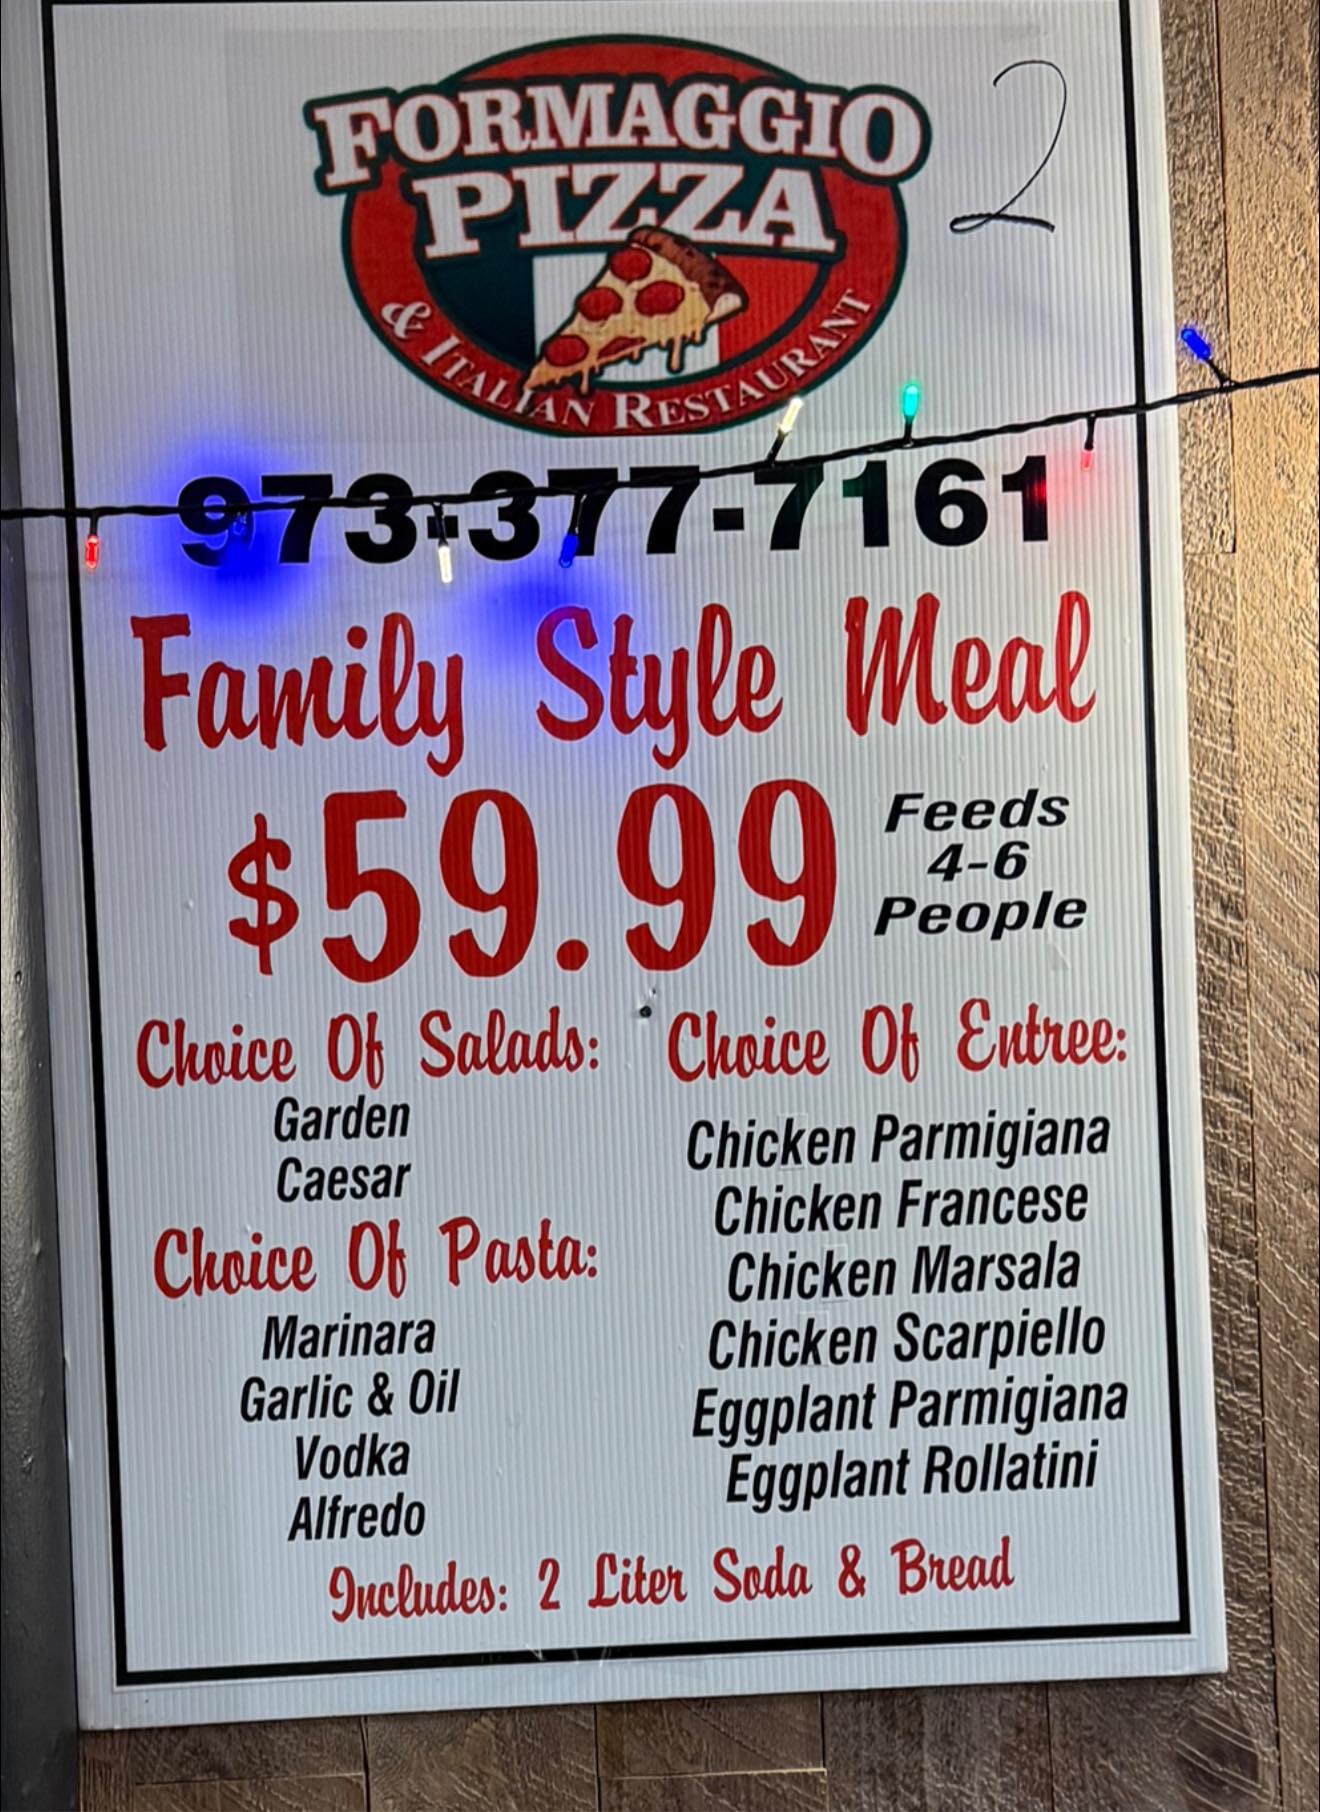 FORMAGGIO
PIZZA
& ITALIAN RESTAURANT
2
973-377-7161
Family Style Meal
$59.99
Feeds
4-6
People
Choice Of Salads:
Garden
Caesar
Choice Of Pasta:
Marinara
Garlic & Oil
Vodka
Alfredo
Choice Of Entree:
Chicken Parmigiana
Chicken Francese
Chicken Marsala
Chicken Scarpiello
Eggplant Parmigiana
Eggplant Rollatini
Includes: 2 Liter Soda & Bread